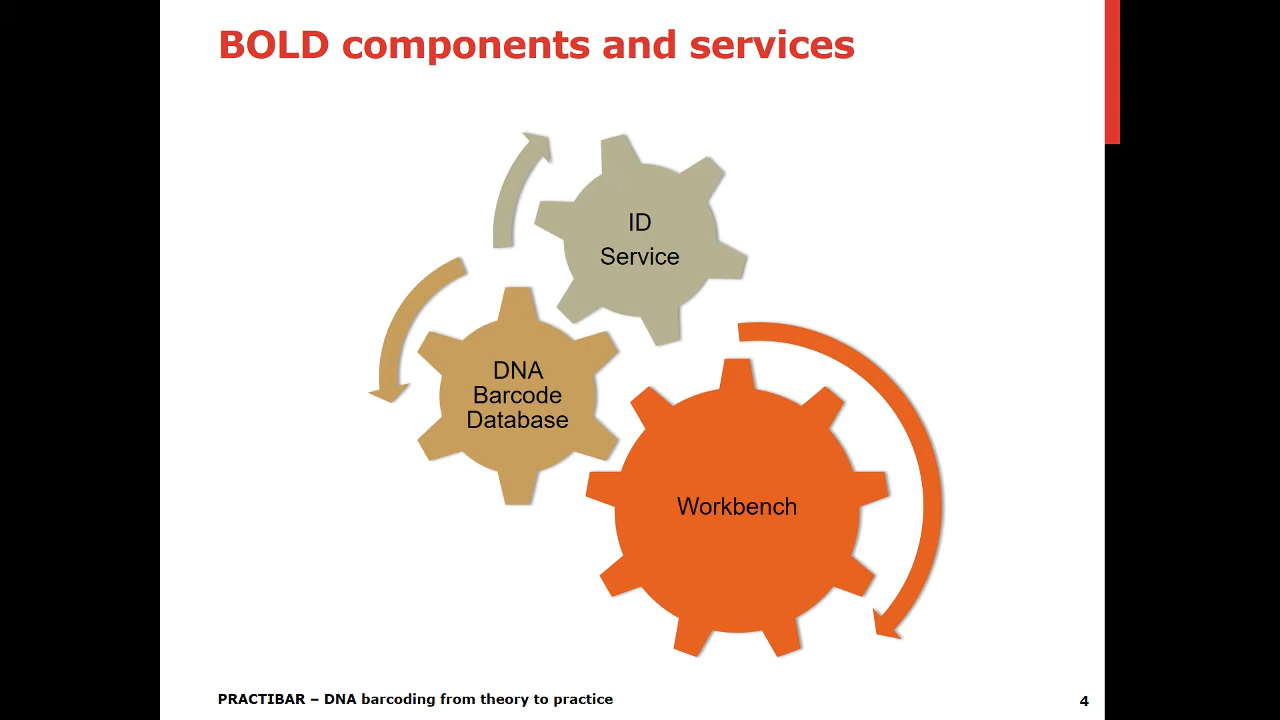 BOLD components and services
ID
Service
DNA
Barcode
Database
Workbench
PRACTIBAR – DNA barcoding from theory to practice
4